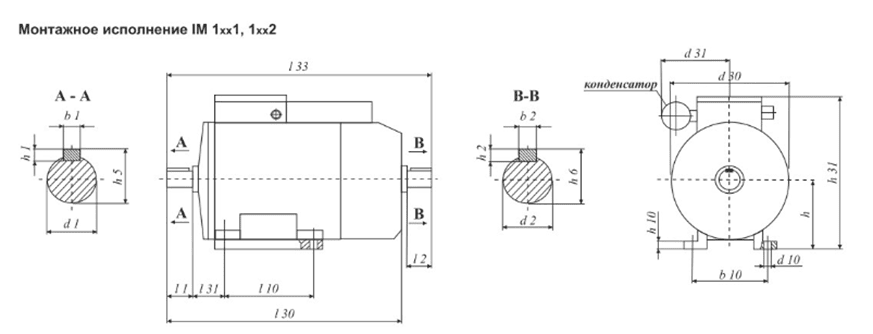 Монтажное исполнение IM 1xx1, 1xx2
l 33
d 31
d 30
конденсатор
A - A
b 1
h 1
h 5
d 1
A
B
A
B
B-B
b 2
h 2
h 6
d 2
h 31
h
h 10
d 10
b 10
l 1
l 31
l 10
l 2
l 30